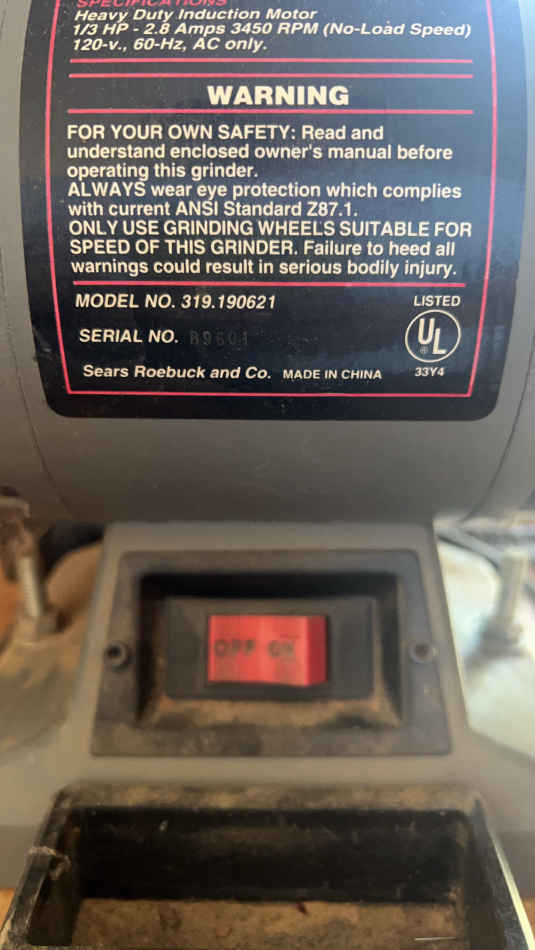 SPECIFICATIONS
Heavy Duty Induction Motor
1/3 HP - 2.8 Amps 3450 RPM (No-Load Speed)
120-v., 60-Hz, AC only.
WARNING
FOR YOUR OWN SAFETY: Read and
understand enclosed owner's manual before
operating this grinder.
ALWAYS wear eye protection which complies
with current ANSI Standard Z87.1.
ONLY USE GRINDING WHEELS SUITABLE FOR
SPEED OF THIS GRINDER. Failure to heed all
warnings could result in serious bodily injury.
MODEL NO. 319.190621
LISTED
UL
®
33Y4
SERIAL NO.
Sears Roebuck and Co. MADE IN CHINA
OFF ON